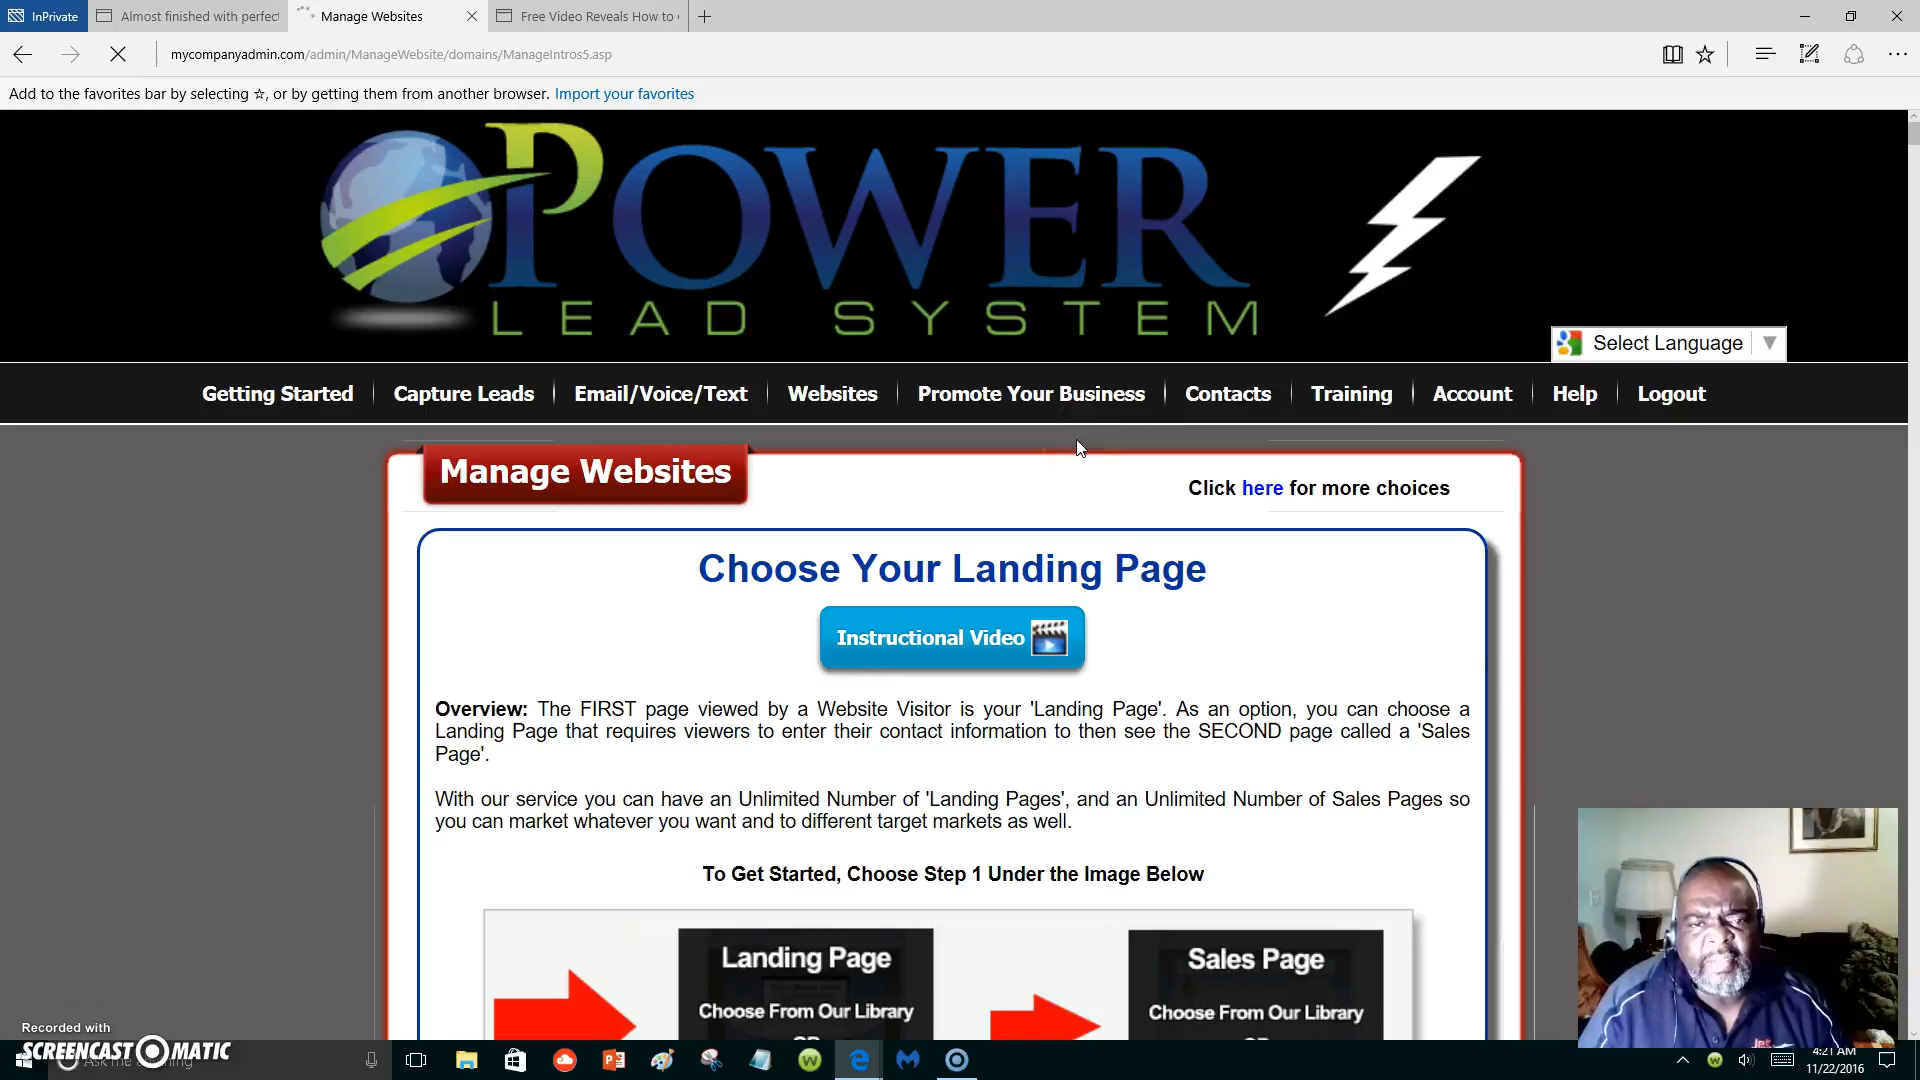 InPrivate
Almost finished with perfect
Manage Websites
Free Video Reveals How to
mycompanyadmin.com/admin/ManageWebsite/domains/ManageIntros5.asp
Add to the favorites bar by selecting ☆, or by getting them from another browser. Import your favorites
POWER
LEAD SYSTEM
Select Language
Getting Started
Capture Leads
Email/Voice/Text
Websites
Promote Your Business
Contacts
Training
Account
Help
Logout
Manage Websites
Click here for more choices
Choose Your Landing Page
Instructional Video
Overview: The FIRST page viewed by a Website Visitor is your 'Landing Page'. As an option, you can choose a
Landing Page that requires viewers to enter their contact information to then see the SECOND page called a 'Sales
Page'.
With our service you can have an Unlimited Number of 'Landing Pages', and an Unlimited Number of Sales Pages so
you can market whatever you want and to different target markets as well.
To Get Started, Choose Step 1 Under the Image Below
Landing Page
Choose From Our Library
OR
Sales Page
Choose From Our Library
Jet
Recorded with
SCREENCAST-O-MATIC
4:21 AM
11/22/2016